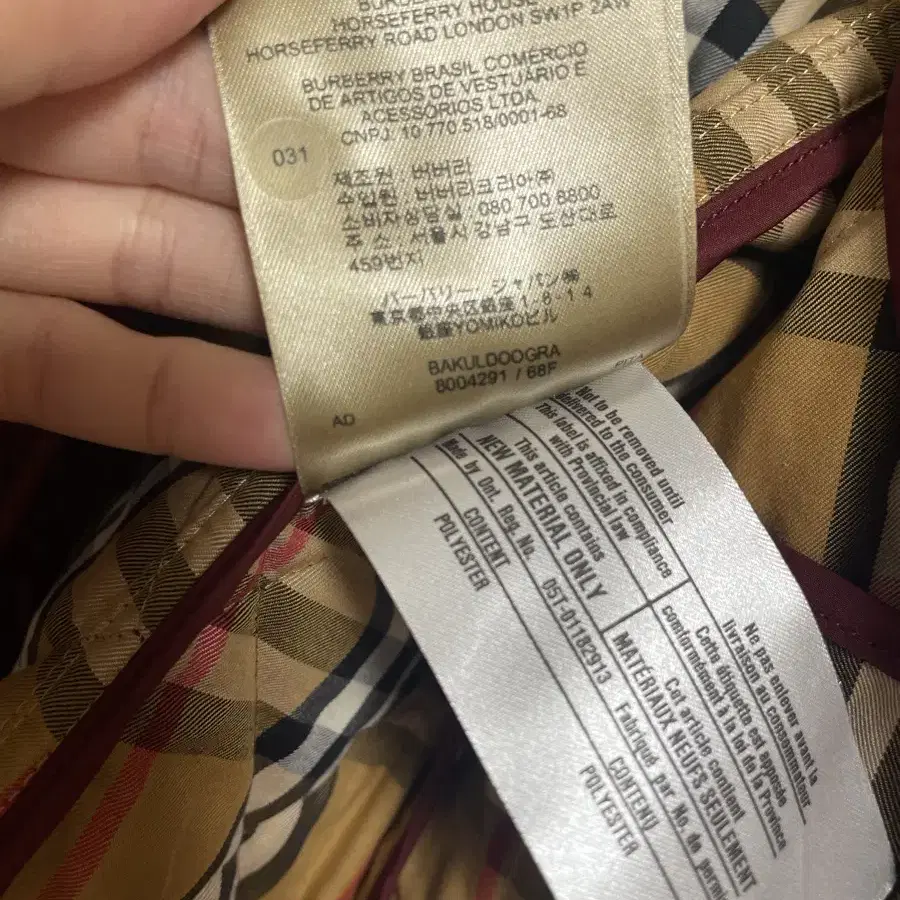 HORSEFERRY HOUSE
HORSEFERRY ROAD LONDON SW1P 2AW
BURBERRY BRASIL COMERCIO
DE ARTIGOS DE VESTUÁRIO E
ACESSÓRIOS LTDA
CNPJ: 10 770.518/0001-68
031
제조원 버버리
수입원: 버버리코리아㈜
소비자상담실: 080 700 8800
주 소: 서울시 강남구 도산대로
459번지
バーバリー・ジャパン㈱
東京都中央区銀座1-8-14
銀座YOMIKOビル
BAKULDOOGRA
8004291 / 68F
AD
Not to be removed until
delivered to the consumer
This label is affixed in compliance
with Provincial law
This article contains
NEW MATERIAL ONLY
Made by Ont. Reg. No. 05T-01182913
CONTENT
POLYESTER
Ne pas enlever avant la
livraison au consommateur
Cette étiquette est apposée
conformément à la loi de la Province
Cet article contient
MATÉRIAUX NEUFS SEULEMENT
Fabriqué par No. de permis
CONTENU
POLYESTER